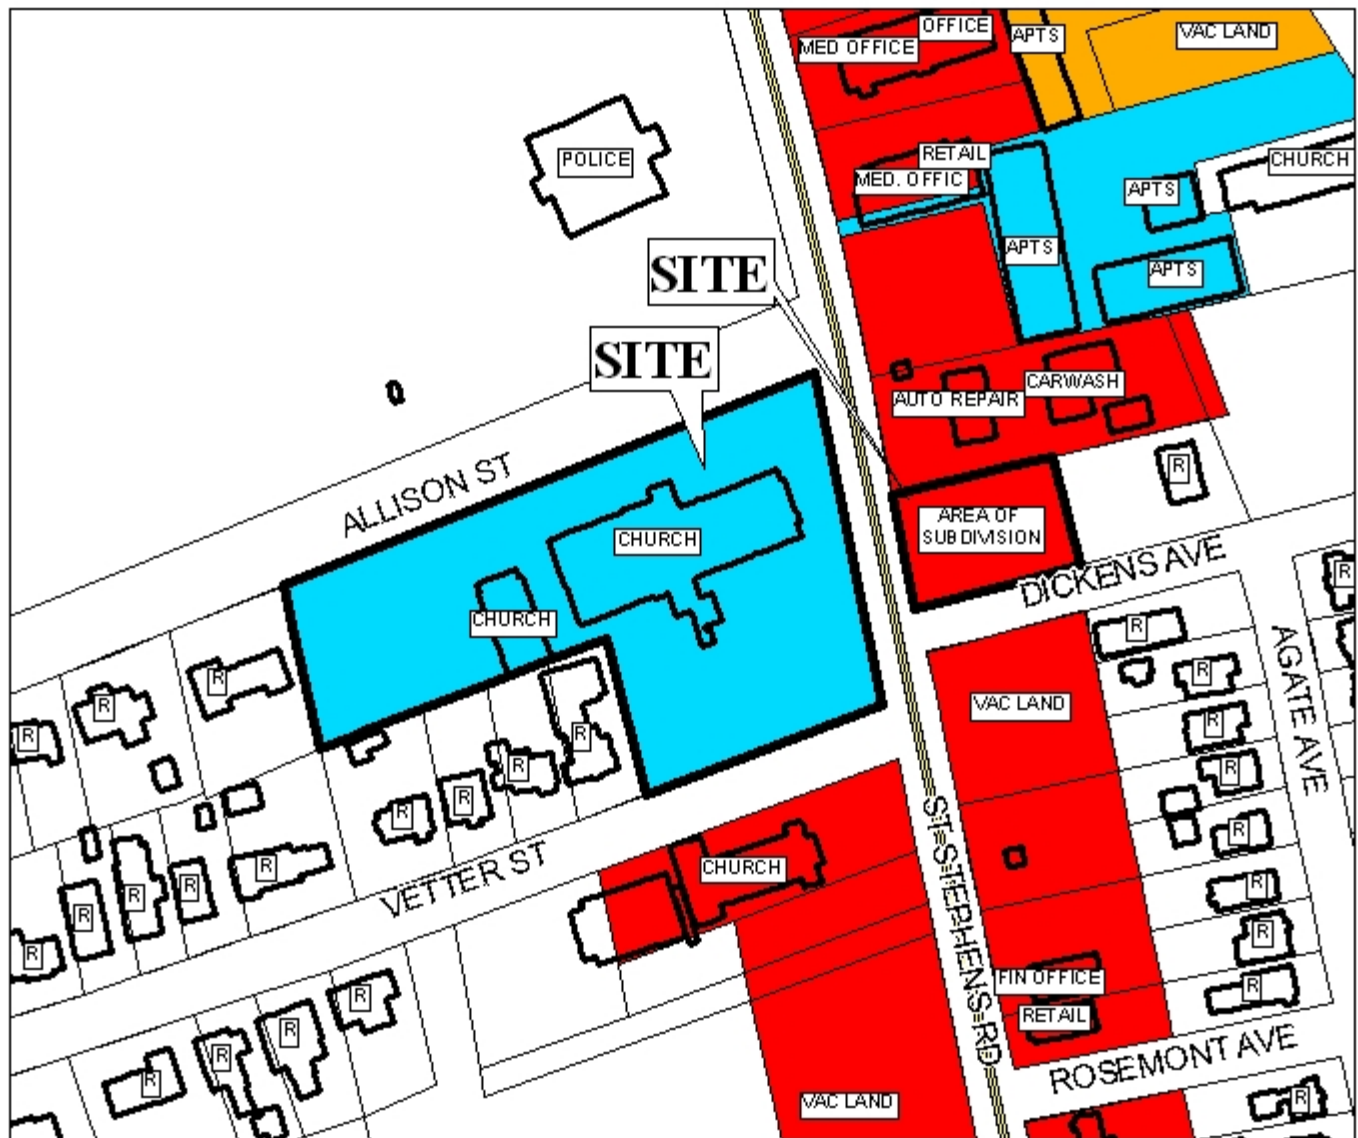 OFFICE
APTS
VAC LAND
MED OFFICE
POLICE
RETAIL
CHURCH
MED. OFFIC
APTS
APTS
APTS
SITE
SITE
CARWASH
AUTO REPAIR
ALLISON ST
R
AREA OF
SUBDIVISION
CHURCH
DICKENS AVE
R
CHURCH
R
AGATE AVE
R
R
R
VAC LAND
R
R
R
R
R
R
R
R
R
CHURCH
VETTER ST
ST STEPHENS RD
R
R
R
R
R
R
R
FIN OFFICE
R
R
RETAIL
R
R
ROSEMONT AVE
R
R
VAC LAND